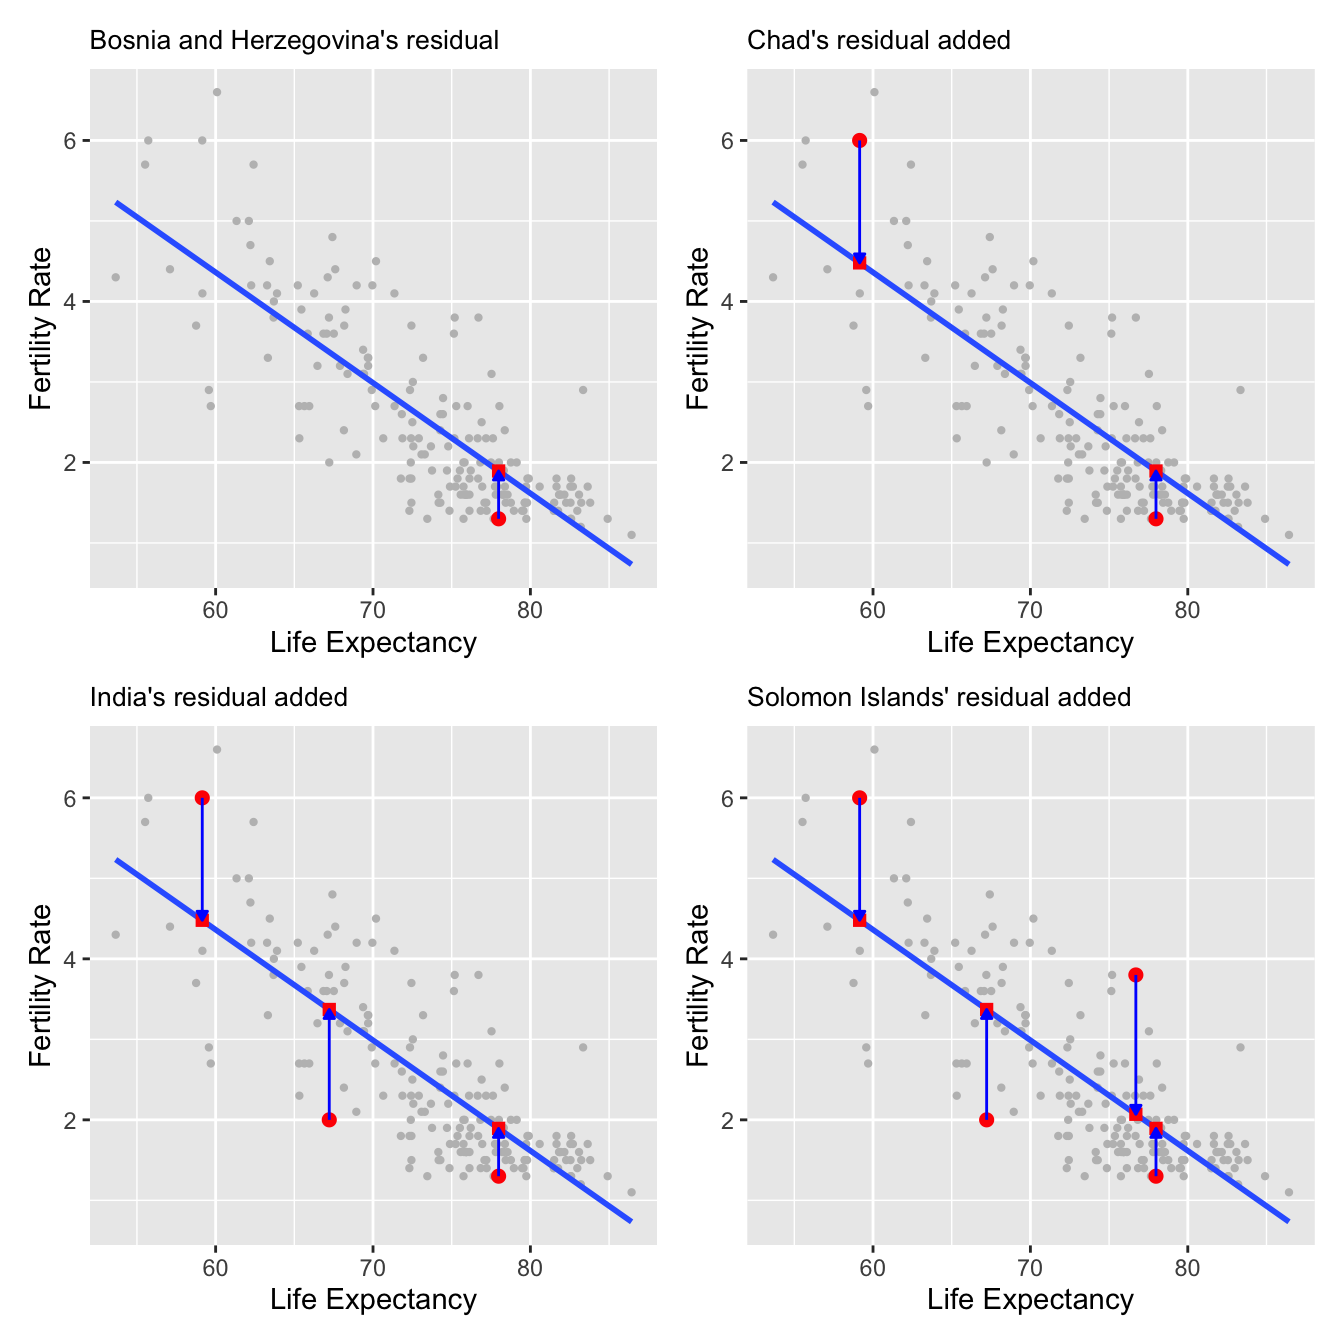 Bosnia and Herzegovina's residual
6
4
2
Fertility Rate
60 70 80
Life Expectancy
Chad's residual added
6
4
2
Fertility Rate
60 70 80
Life Expectancy
India's residual added
6
4
2
Fertility Rate
60 70 80
Life Expectancy
Solomon Islands' residual added
6
4
2
Fertility Rate
60 70 80
Life Expectancy